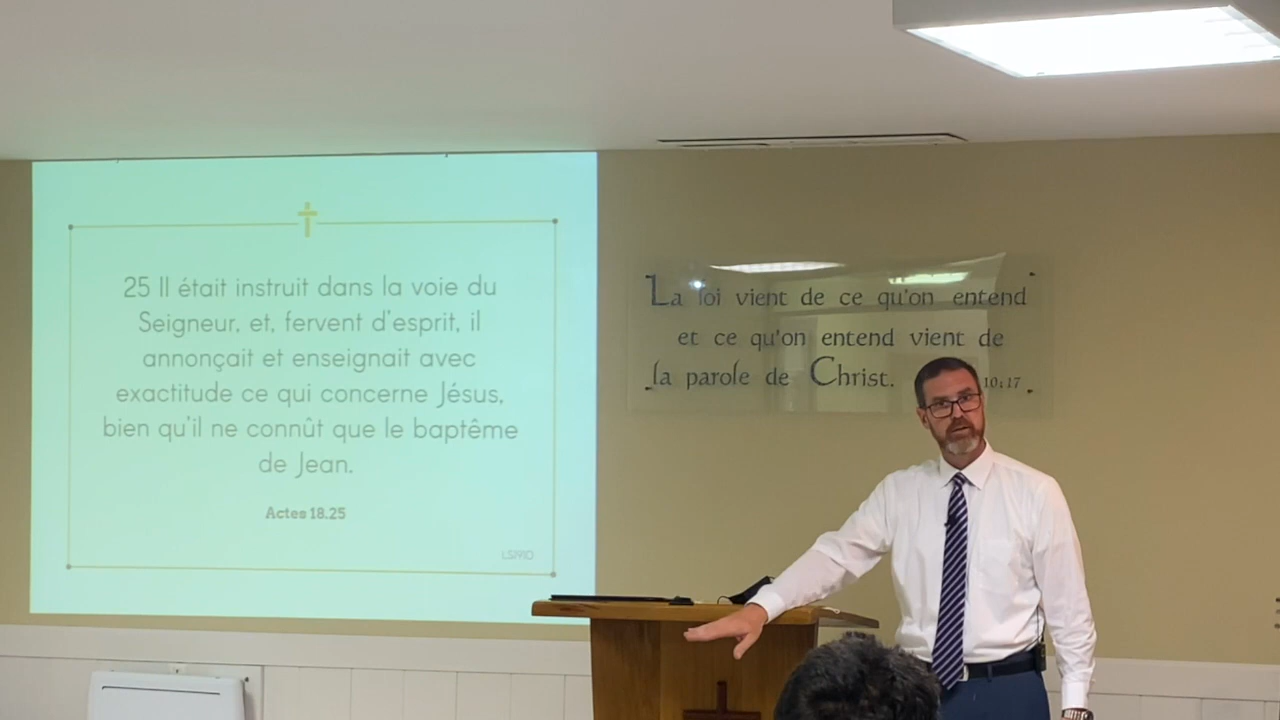 25 Il était instruit dans la voie du
Seigneur, et, fervent d'esprit, il
annonçait et enseignait avec
exactitude ce qui concerne Jésus,
bien qu'il ne connût que le baptême
de Jean.
Actes 18.25
LS1910
La foi vient de ce qu'on entend
et ce qu'on entend vient de
la parole de Christ.
10:17